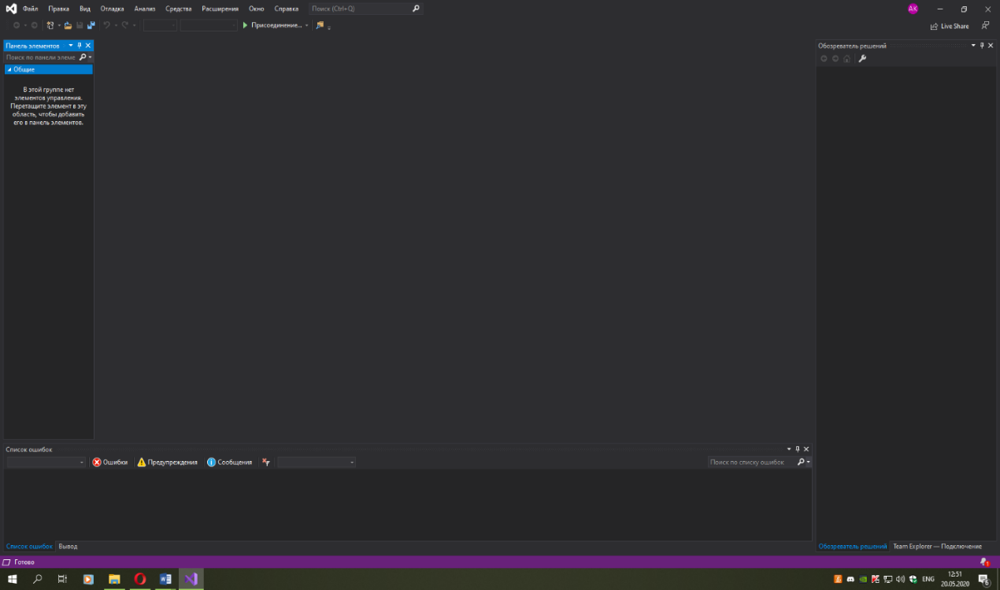 Файл Правка Вид Отладка Анализ Средства Расширения Окно Справка Поиск (Ctrl+Q) AK
Присоединение... Live Share
Панель элементов
Поиск по панели элеме
Общие
В этой группе нет
элементов управления.
Перетащите элемент в эту
область, чтобы добавить
его в панель элементов.
Обозреватель решений
Список ошибок
Ошибки Предупреждения Сообщения Поиск по списку ошибок
Список ошибок Вывод
Обозреватель решений Team Explorer — Подключение
Готово 1
ENG 12:51
20.05.2020 6